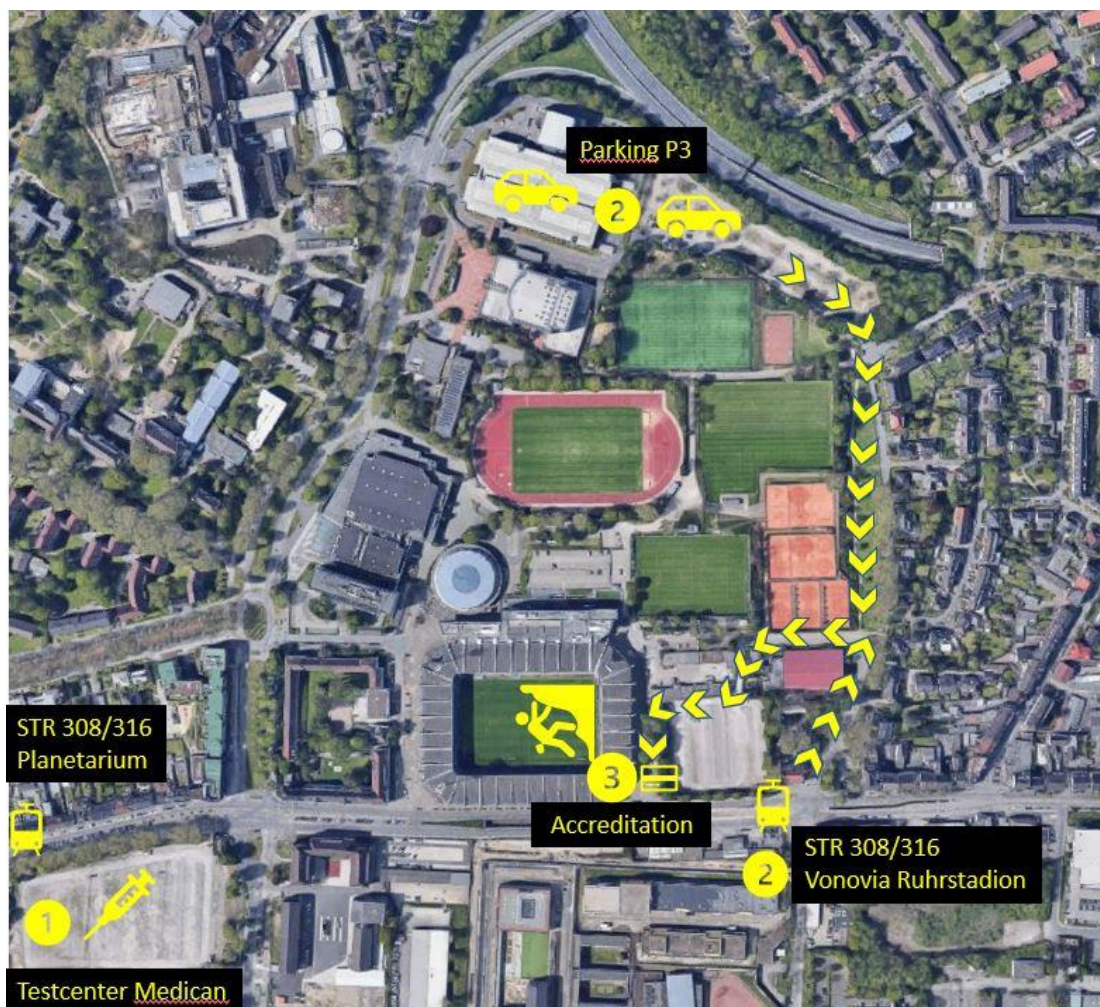 Parking P3
2
STR 308/316
Planetarium
3
Accreditation
STR 308/316
Vonovia Ruhrstadion
2
1
Testcenter Medican